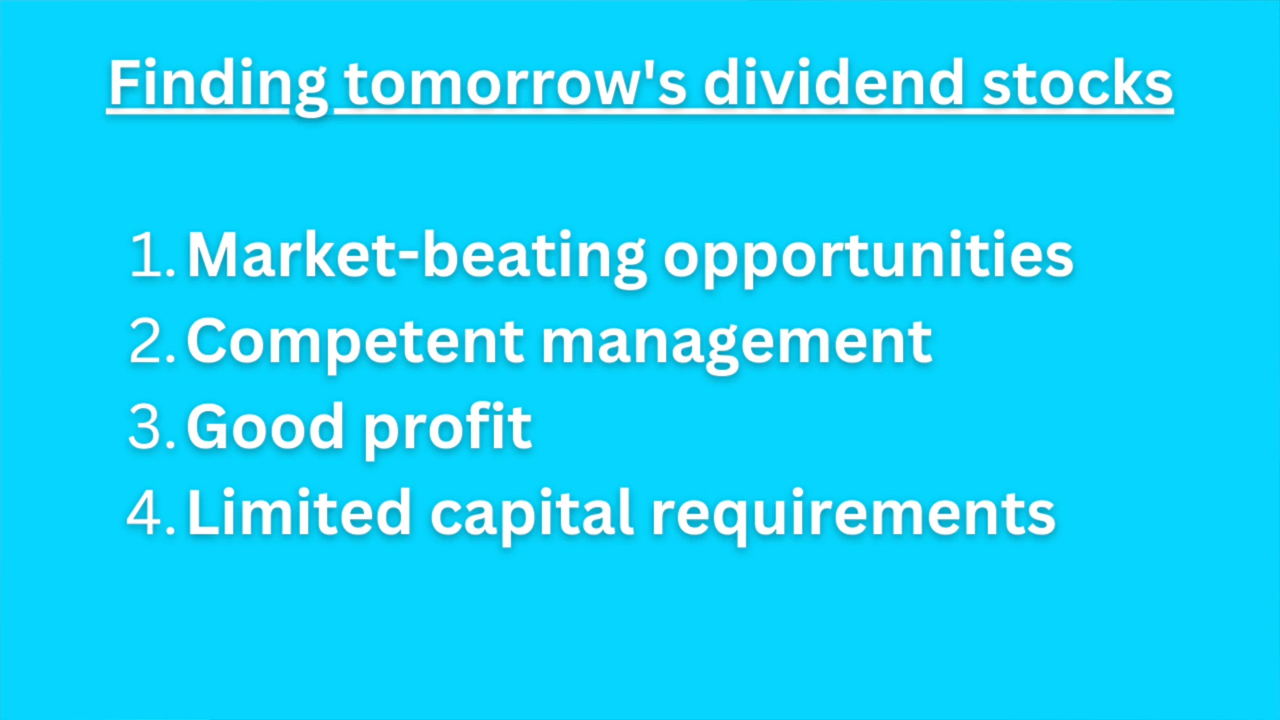 Finding tomorrow's dividend stocks
1. Market-beating opportunities
2. Competent management
3. Good profit
4. Limited capital requirements